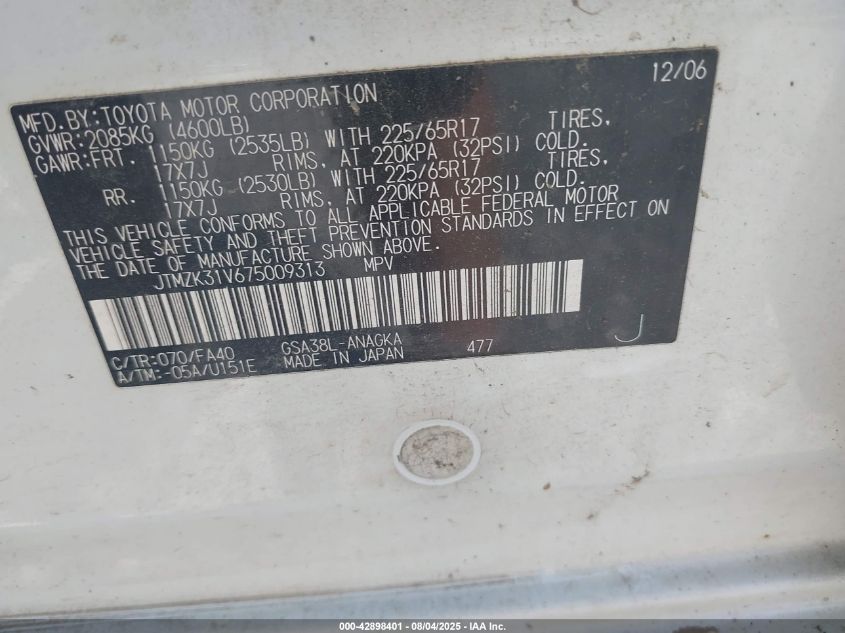 12/06
MFD.BY:TOYOTA MOTOR CORPORATION
GVWR:2085KG (4600LB)
GAWR:FRT. 1150KG (2535LB) WITH 225/65R17 TIRES,
17X7J RIMS, AT 220KPA (32PSI) COLD.
RR. 1150KG (2530LB) WITH 225/65R17 TIRES,
17X7J RIMS, AT 220KPA (32PSI) COLD.
THIS VEHICLE CONFORMS TO ALL APPLICABLE FEDERAL MOTOR
VEHICLE SAFETY AND THEFT PREVENTION STANDARDS IN EFFECT ON
THE DATE OF MANUFACTURE SHOWN ABOVE.
JTMZK31V675009313 MPV
C/TR:070/FA40 GSA38L-ANAGKA 477 J
A/TM:-05A/U151E MADE IN JAPAN
000-42898401 - 08/04/2025 - IAA Inc.